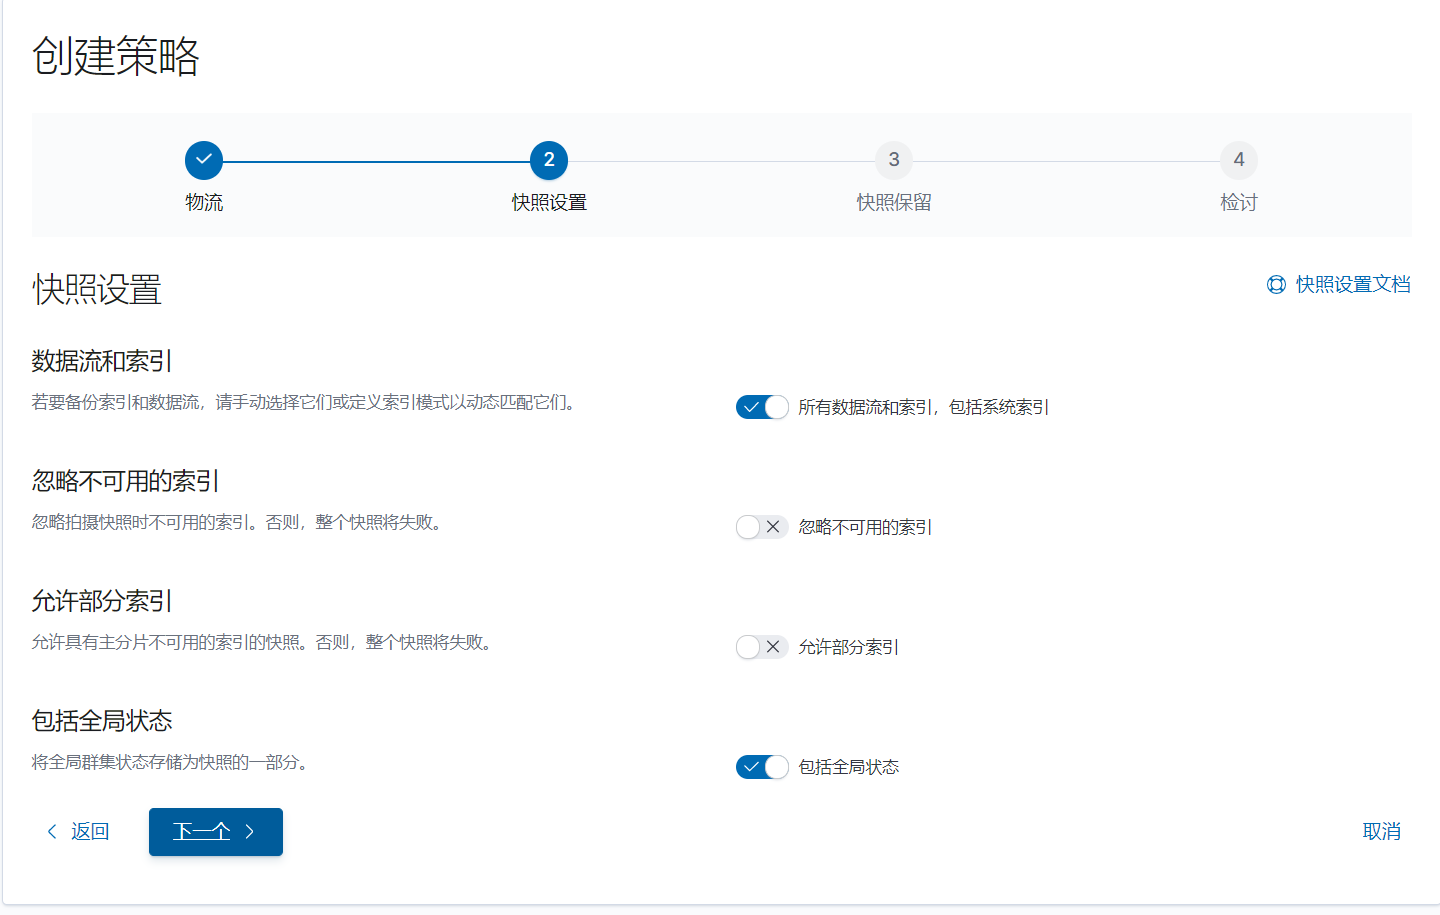 创建策略
2
3
4
物流
快照设置
快照保留
检讨
快照设置
快照设置文档
数据流和索引
若要备份索引和数据流，请手动选择它们或定义索引模式以动态匹配它们。
所有数据流和索引，包括系统索引
忽略不可用的索引
忽略拍摄快照时不可用的索引。否则，整个快照将失败。
忽略不可用的索引
允许部分索引
允许具有主分片不可用的索引的快照。否则，整个快照将失败。
允许部分索引
包括全局状态
将全局群集状态存储为快照的一部分。
包括全局状态
返回
下一个
取消